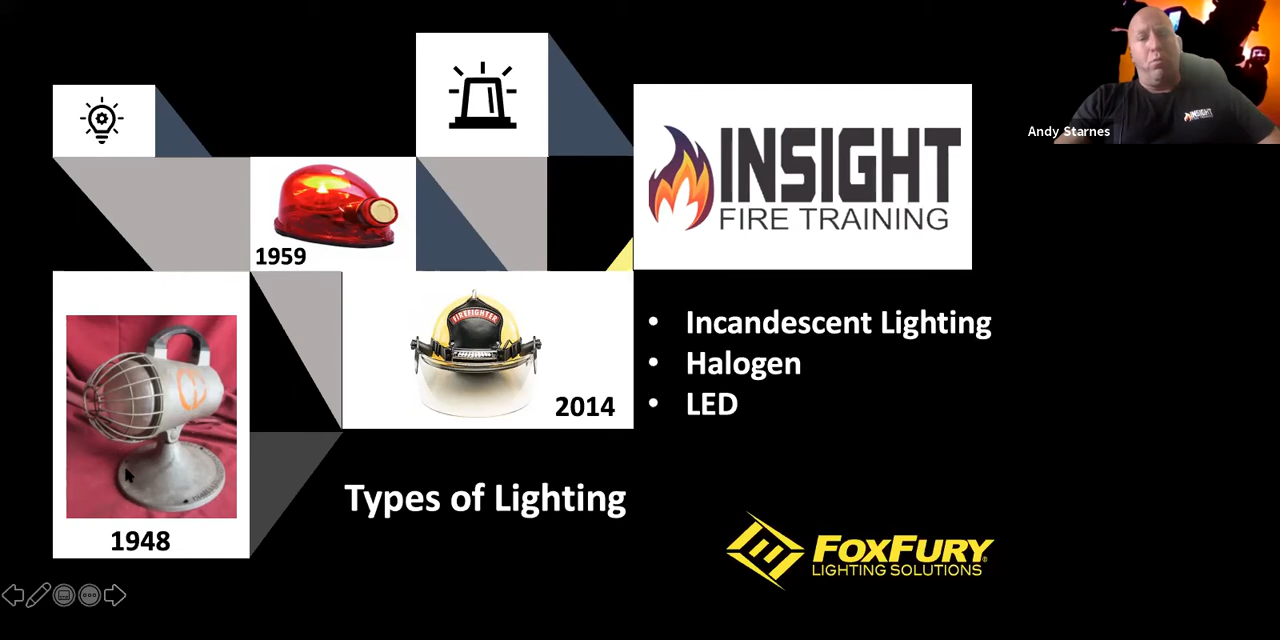 Andy Starnes
INSIGHT
INSIGHT
FIRE TRAINING
1959
FIREFIGHTER
2014
1948
• Incandescent Lighting
• Halogen
• LED
Types of Lighting
FOXFURY®
LIGHTING SOLUTIONS